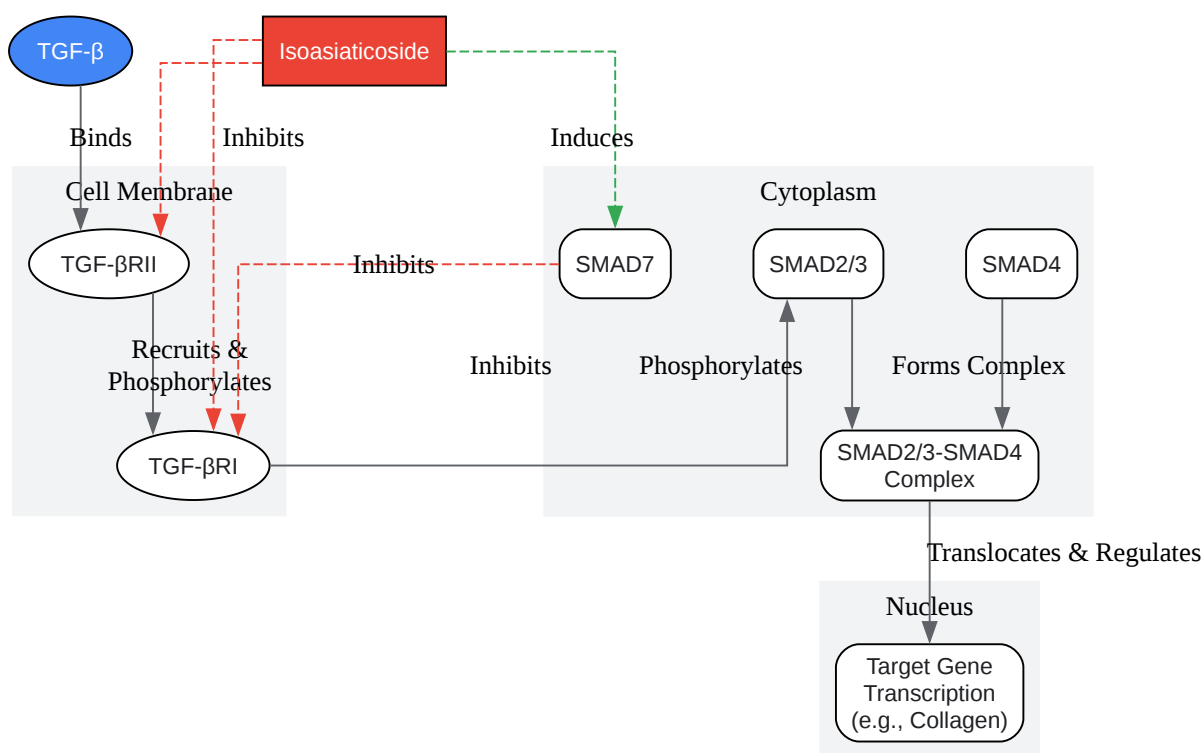 TGF-β
Isoasiaticoside
Binds
Inhibits
Induces
Cell Membrane
Cytoplasm
TGF-βRII
Inhibits
SMAD7
SMAD2/3
SMAD4
Recruits &
Phosphorylates
Inhibits
Phosphorylates
Forms Complex
TGF-βRI
SMAD2/3-SMAD4
Complex
Translocates & Regulates
Nucleus
Target Gene
Transcription
(e.g., Collagen)